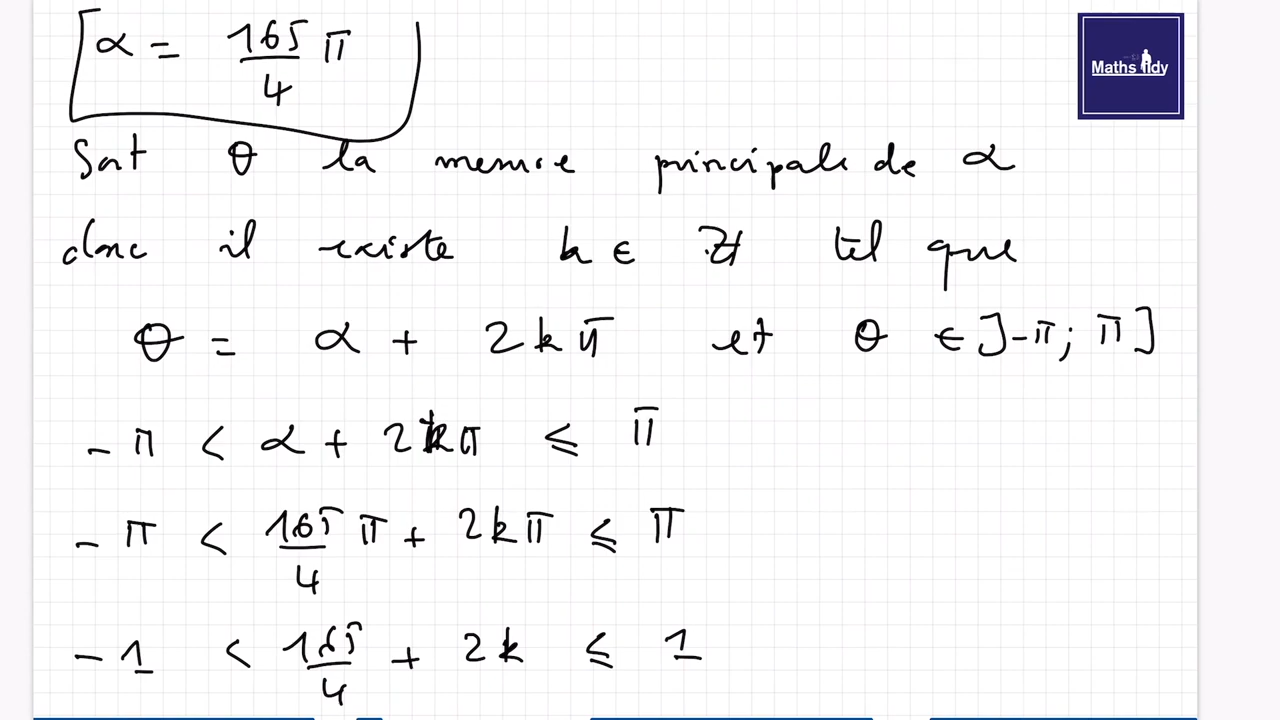 α = 165/4 π
Maths
Soit θ la mesure principale de α
donc il existe k ∈ ℤ tel que
θ = α + 2kπ et θ ∈ ]-π; π]
-π < α + 2kπ ≤ π
-π < 165/4 π + 2kπ ≤ π
-1 < 165/4 + 2k ≤ 1